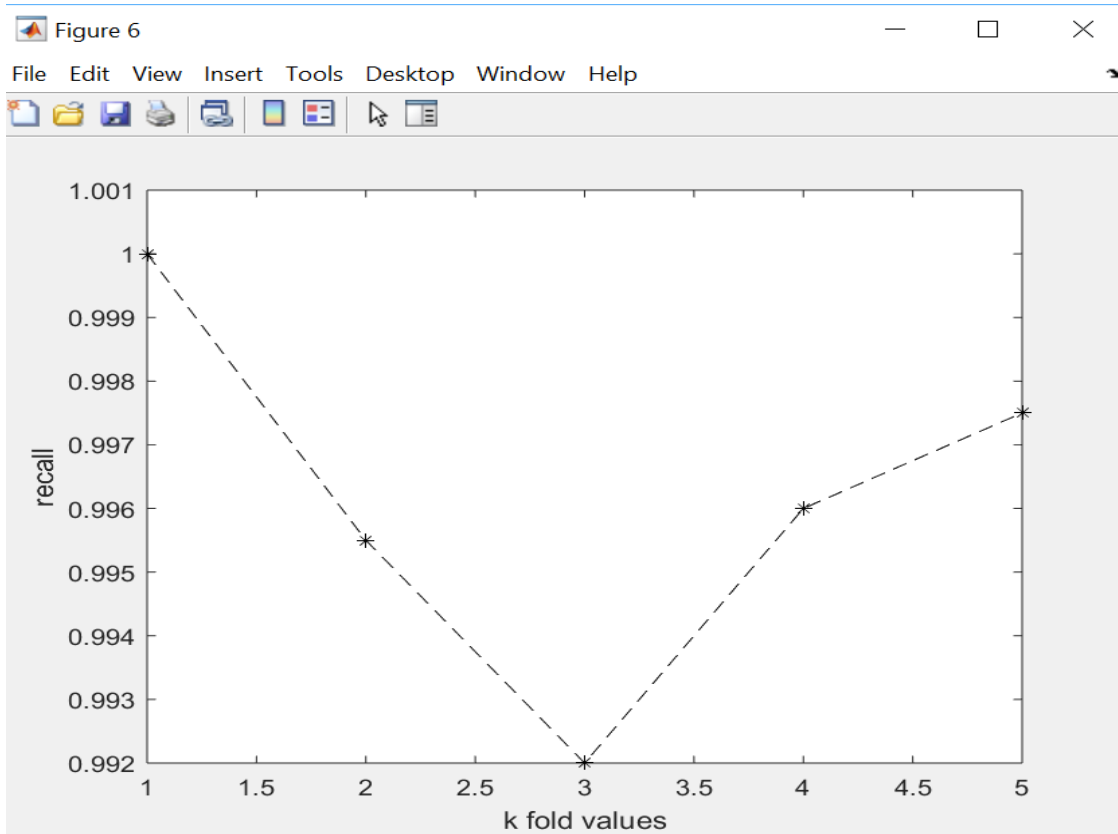 Figure 6
File Edit View Insert Tools Desktop Window Help
1.001
1
0.999
0.998
0.997
0.996
0.995
0.994
0.993
0.992
recall
1 1.5 2 2.5 3 3.5 4 4.5 5
k fold values